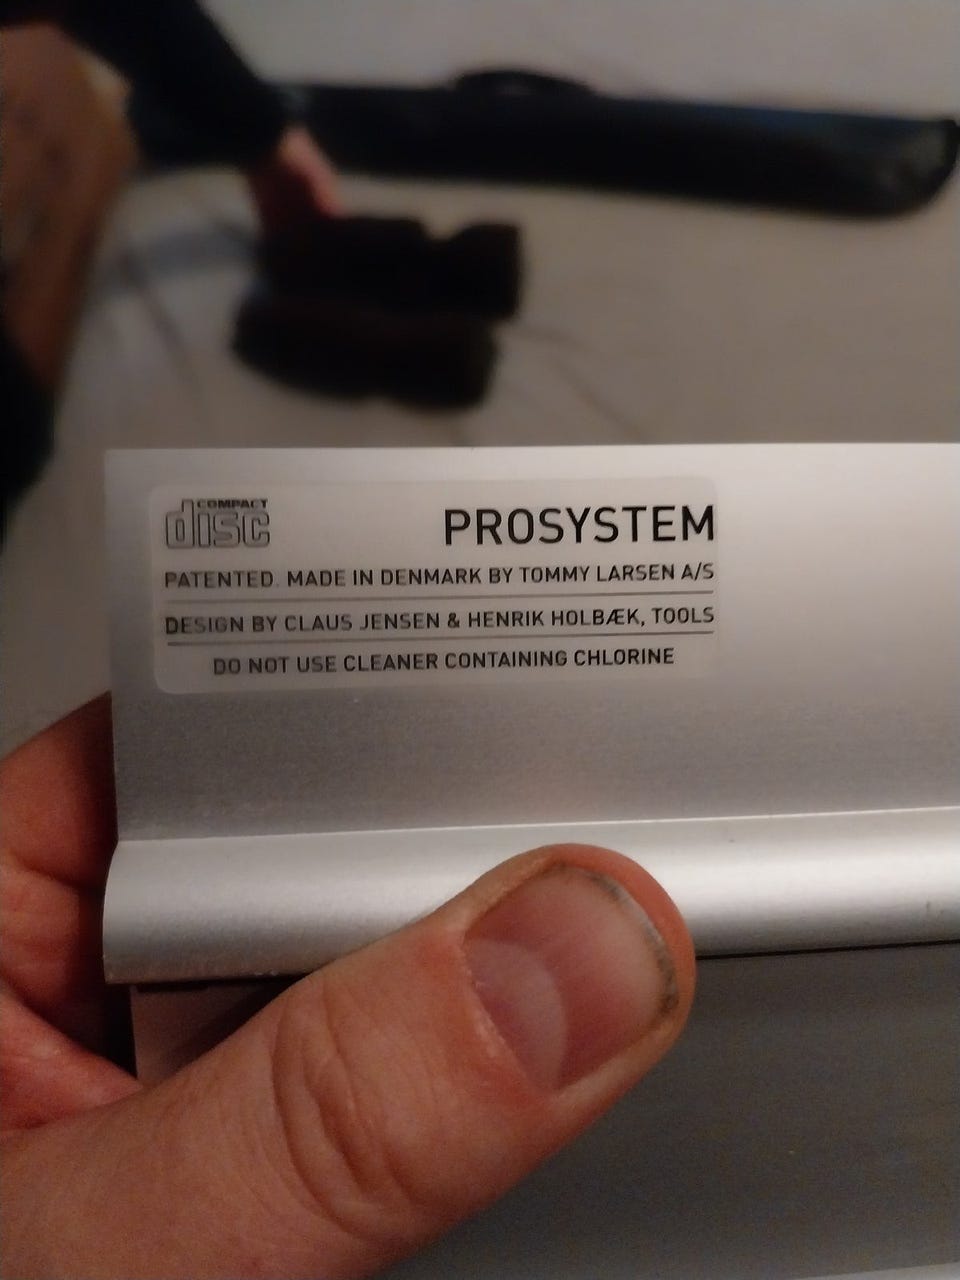 COMPACT
disc
PROSYSTEM
PATENTED. MADE IN DENMARK BY TOMMY LARSEN A/S
DESIGN BY CLAUS JENSEN & HENRIK HOLBÆK, TOOLS
DO NOT USE CLEANER CONTAINING CHLORINE